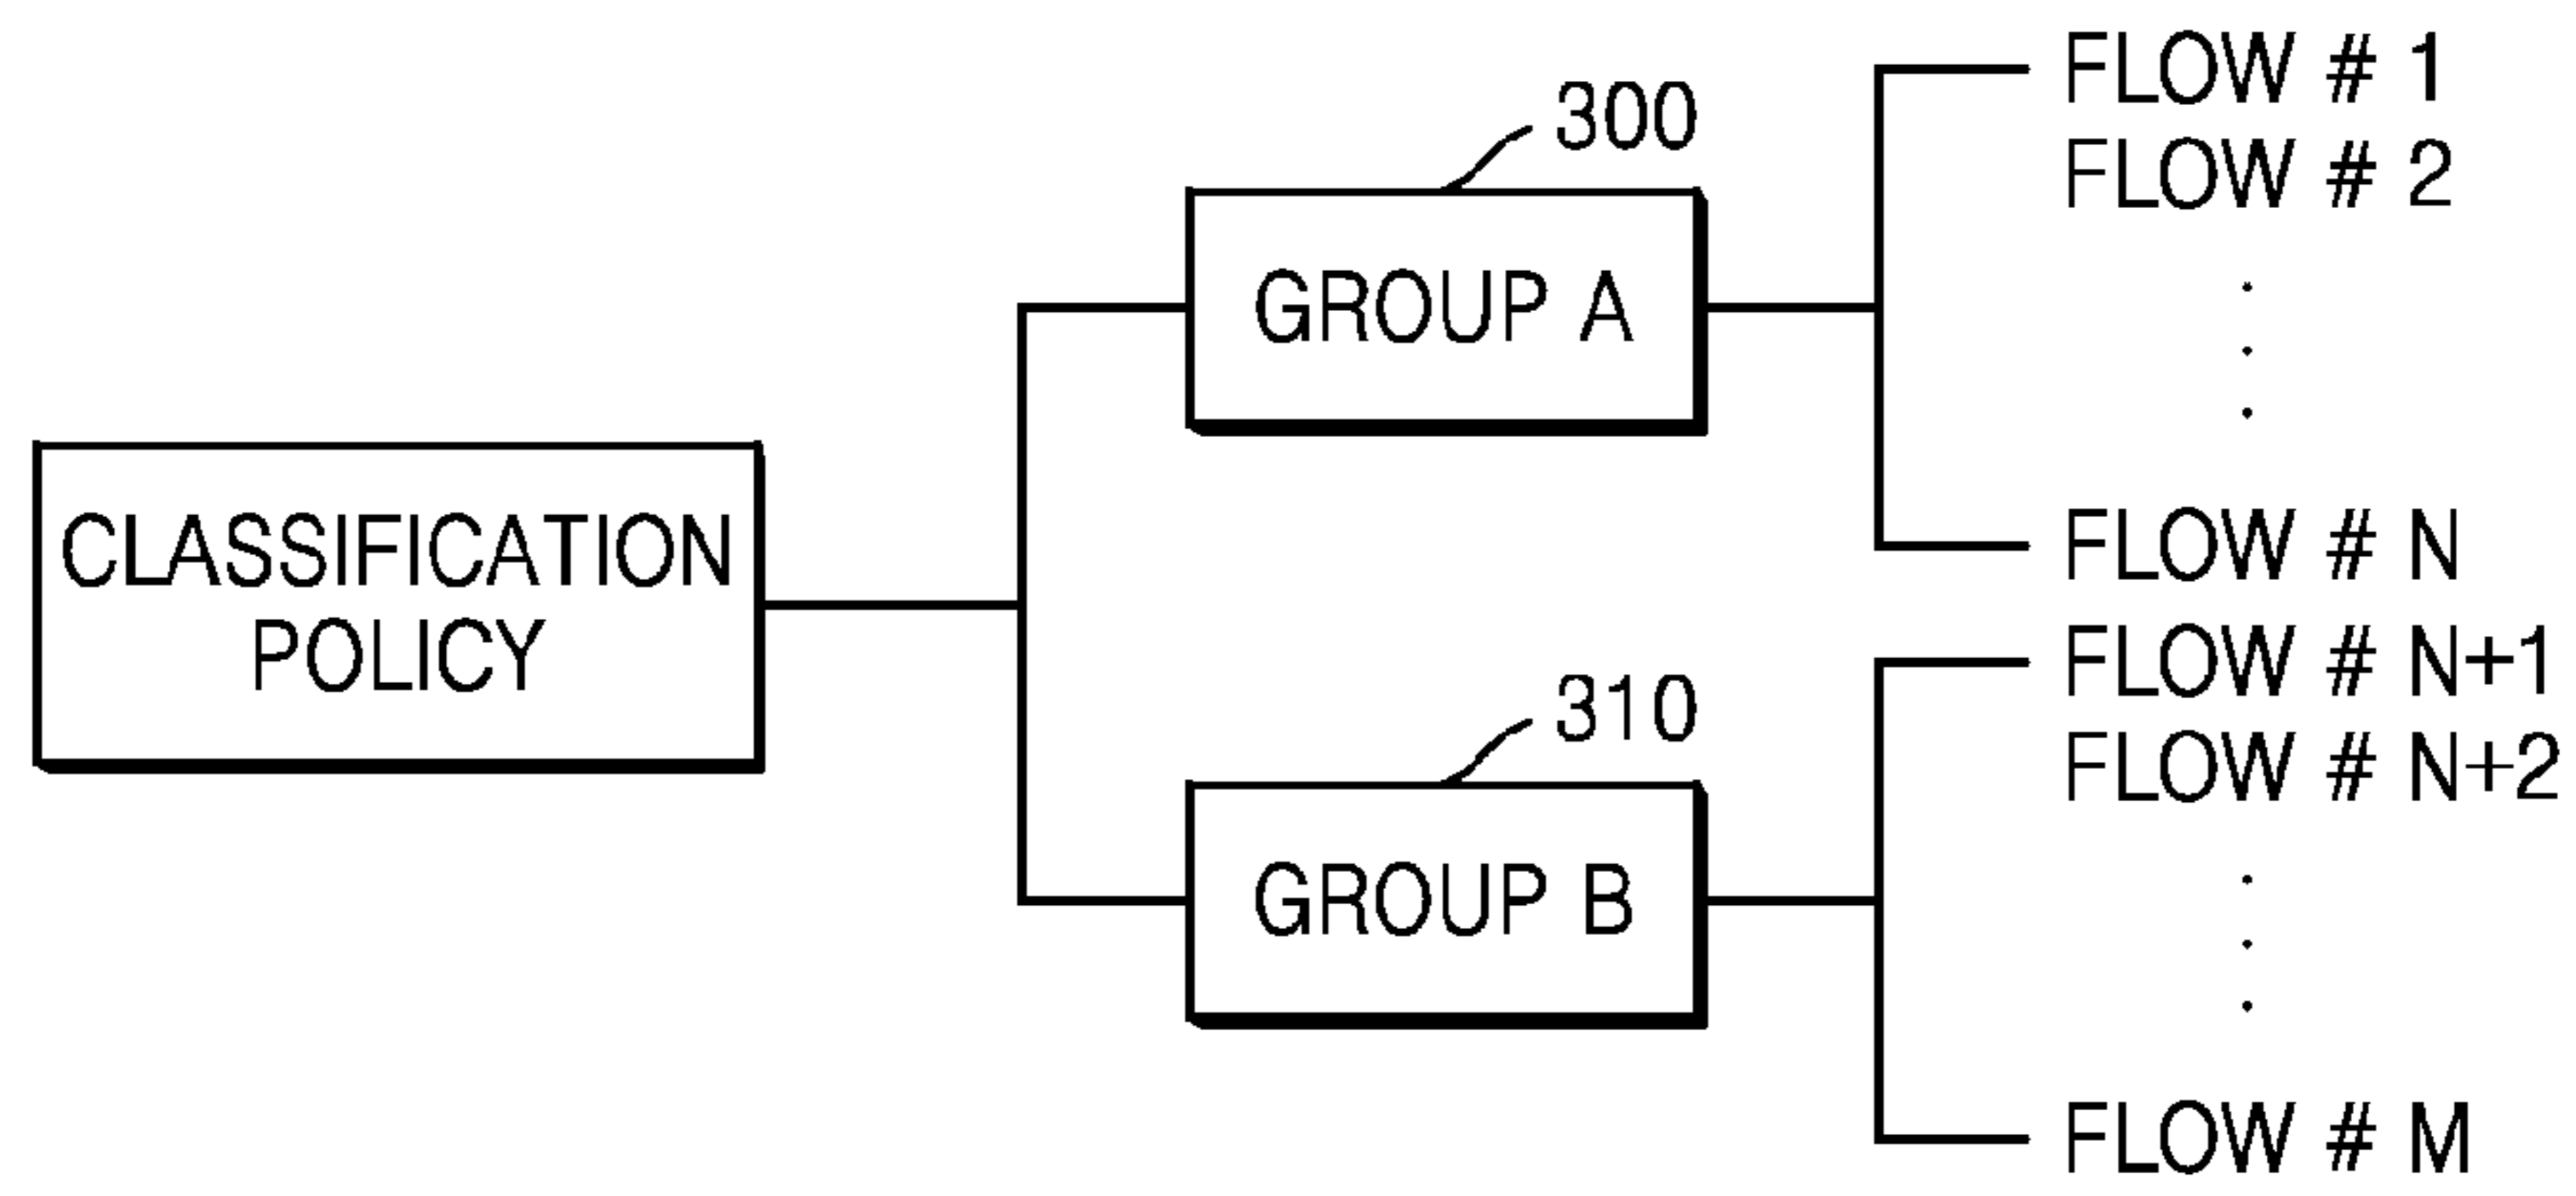 CLASSIFICATION
POLICY
300
GROUP A
310
GROUP B
FLOW # 1
FLOW # 2
FLOW # N
FLOW # N+1
FLOW # N+2
FLOW # M